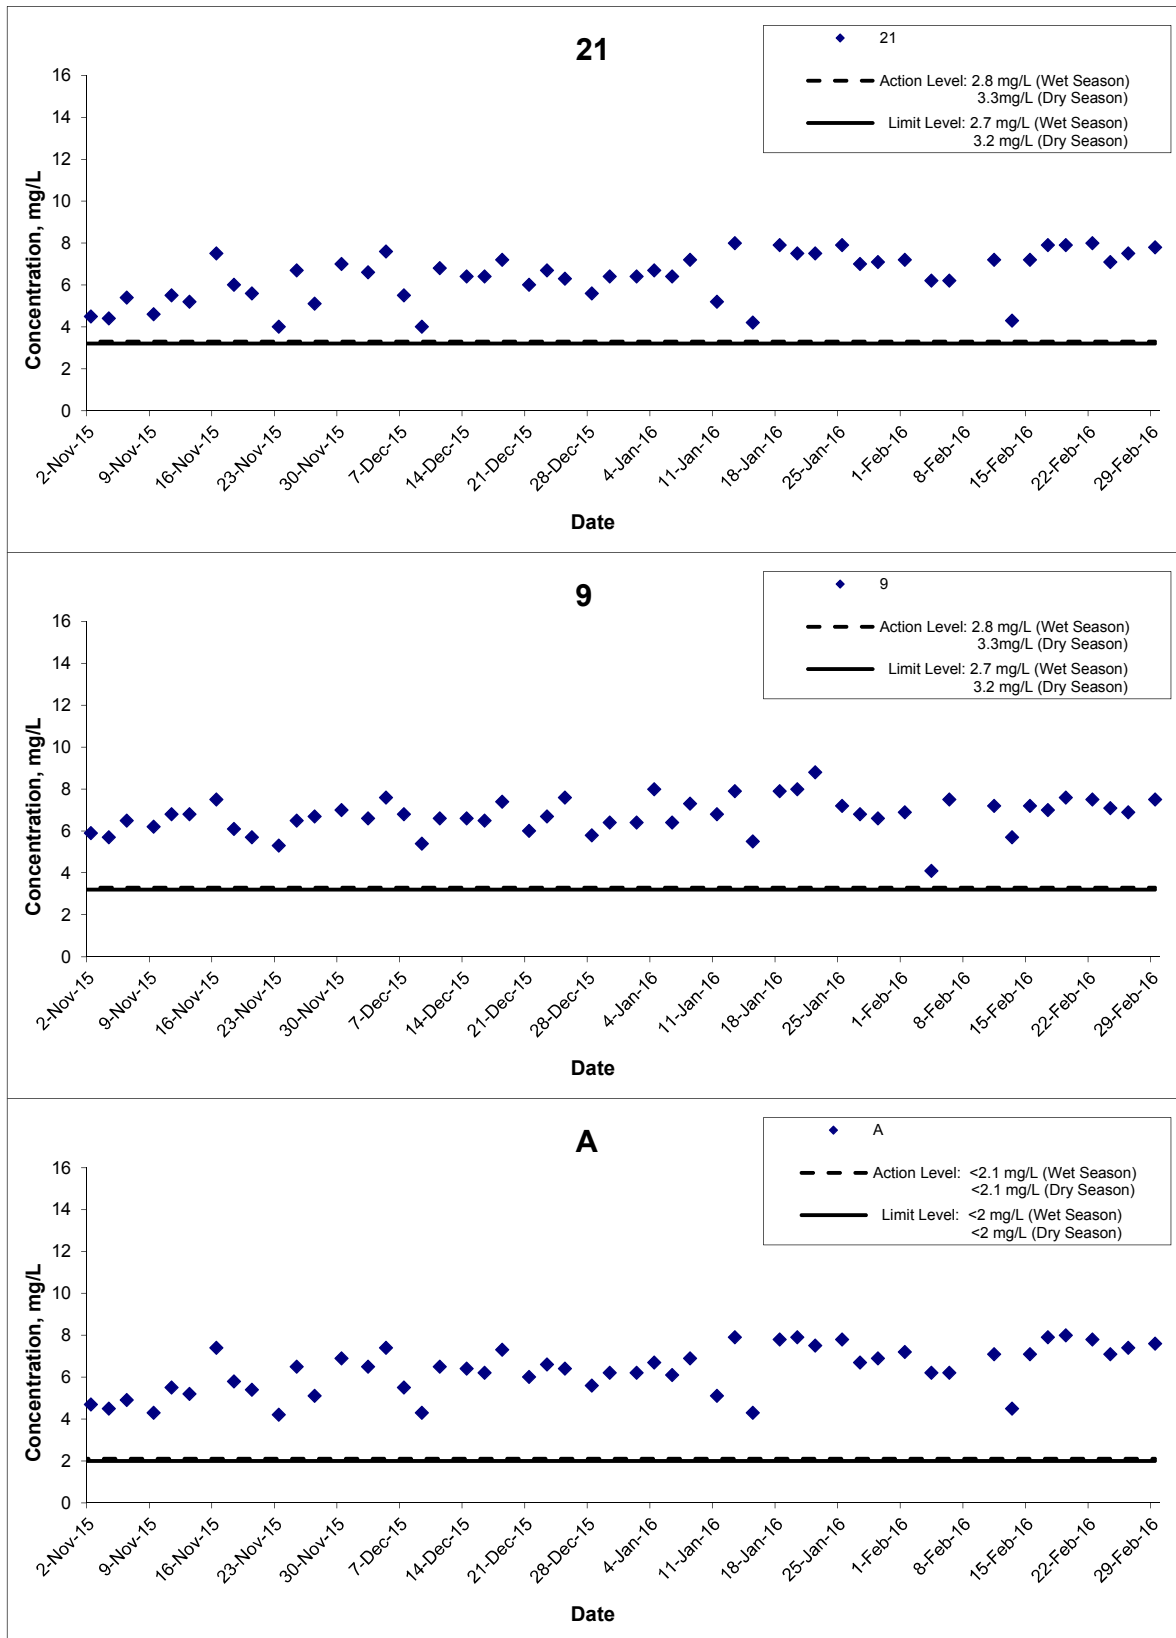 21
21
Action Level: 2.8 mg/L (Wet Season)
3.3mg/L (Dry Season)
Limit Level: 2.7 mg/L (Wet Season)
3.2 mg/L (Dry Season)
Concentration, mg/L
16
14
12
10
8
6
4
2
0
2-Nov-15
9-Nov-15
16-Nov-15
23-Nov-15
30-Nov-15
7-Dec-15
14-Dec-15
21-Dec-15
28-Dec-15
4-Jan-16
11-Jan-16
18-Jan-16
25-Jan-16
1-Feb-16
8-Feb-16
15-Feb-16
22-Feb-16
29-Feb-16
Date
9
9
Action Level: 2.8 mg/L (Wet Season)
3.3mg/L (Dry Season)
Limit Level: 2.7 mg/L (Wet Season)
3.2 mg/L (Dry Season)
Concentration, mg/L
16
14
12
10
8
6
4
2
0
2-Nov-15
9-Nov-15
16-Nov-15
23-Nov-15
30-Nov-15
7-Dec-15
14-Dec-15
21-Dec-15
28-Dec-15
4-Jan-16
11-Jan-16
18-Jan-16
25-Jan-16
1-Feb-16
8-Feb-16
15-Feb-16
22-Feb-16
29-Feb-16
Date
A
A
Action Level: <2.1 mg/L (Wet Season)
<2.1 mg/L (Dry Season)
Limit Level: <2 mg/L (Wet Season)
<2 mg/L (Dry Season)
Concentration, mg/L
16
14
12
10
8
6
4
2
0
2-Nov-15
9-Nov-15
16-Nov-15
23-Nov-15
30-Nov-15
7-Dec-15
14-Dec-15
21-Dec-15
28-Dec-15
4-Jan-16
11-Jan-16
18-Jan-16
25-Jan-16
1-Feb-16
8-Feb-16
15-Feb-16
22-Feb-16
29-Feb-16
Date